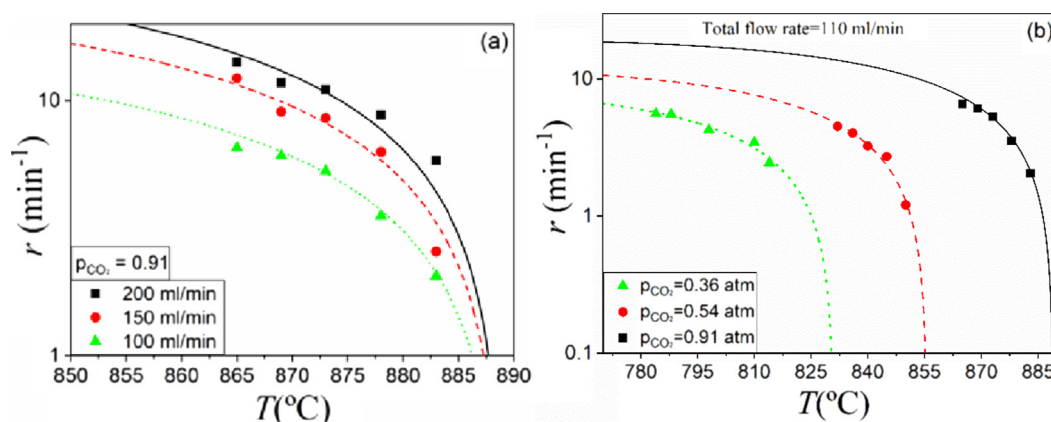 (a)
10
1
r (min⁻¹)
p_CO₂ = 0.91
200 ml/min
150 ml/min
100 ml/min
850 855 860 865 870 875 880 885 890
T(ºC)
Total flow rate=110 ml/min
(b)
10
1
0.1
r (min⁻¹)
p_CO₂=0.36 atm
p_CO₂=0.54 atm
p_CO₂=0.91 atm
780 795 810 825 840 855 870 885
T(ºC)